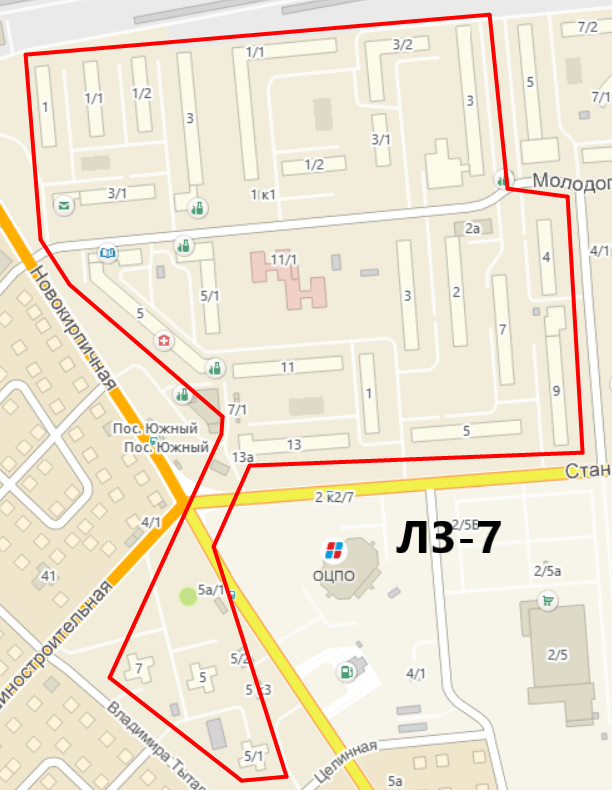 7/2
3/2
1/1
5
1/1
1/2
7/1
1
3
3
3/1
1/2
Молодог
3/1
1 к1
2а
4
4/1
11/1
5/1
3
2
5
7
Новокирпичная
11
1
9
7/1
Пос. Южный
5
Пос. Южный
13
13а
Стан
2 к2/7
4/1
2/5В
Л3-7
ОЦПО
2/5а
41
5а/1
2/5
5/2
7
5
4/1
5 к3
иностроительная
Владимира Тытар
5/1
Целинная
5а